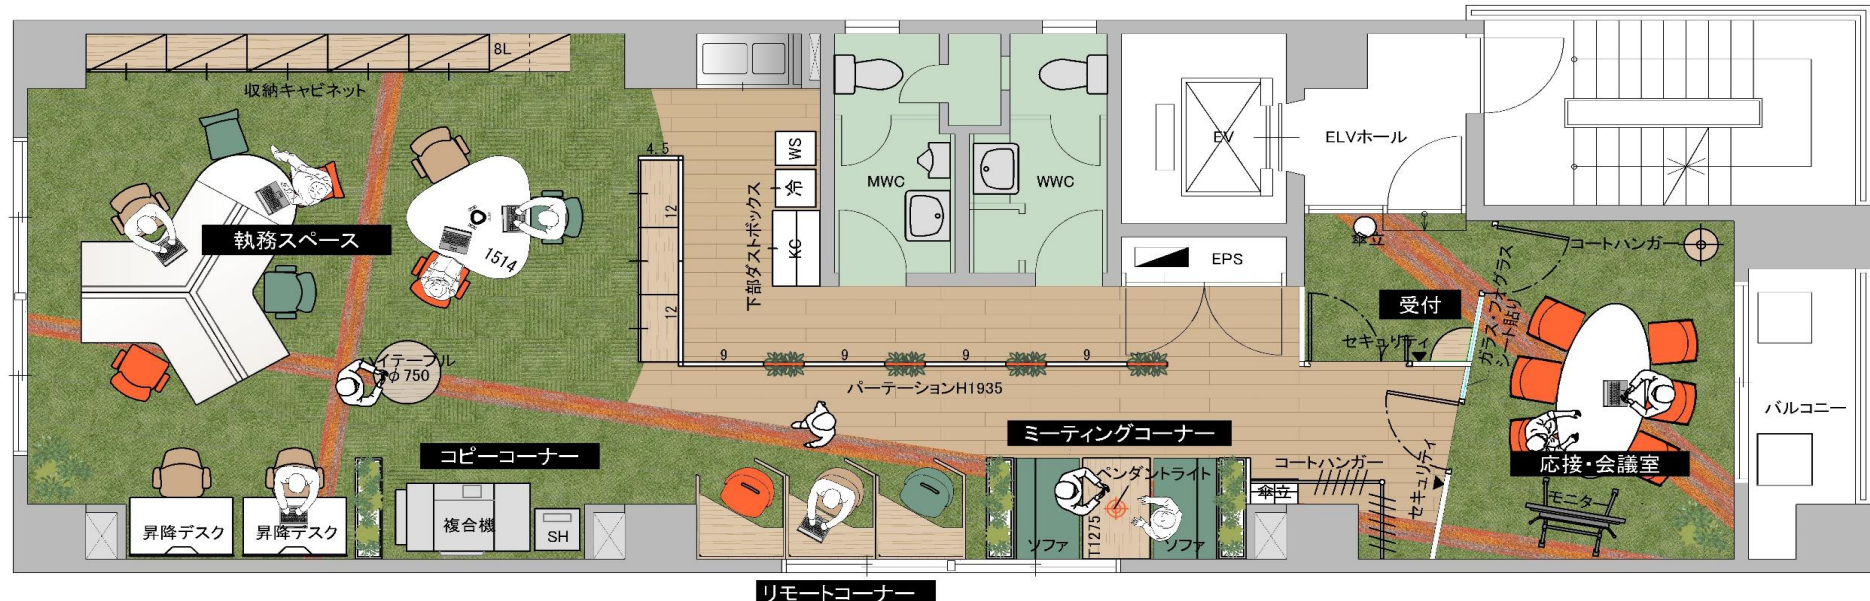 8L
収納キャビネット
執務スペース
1514
ハイテーブル
φ750
4.5
12
12
下部ダストボックス
WS
冷
KC
MWC
WWC
EV
ELVホール
EPS
傘立
受付
セキュリティ
コートハンガー
ガラス・フォグラス
シート貼り
9
9
9
9
パーテーションH1935
バルコニー
コピーコーナー
昇降デスク
昇降デスク
複合機
SH
リモートコーナー
ミーティングコーナー
ペンダントライト
ソファ
T1275
ソファ
コートハンガー
傘立
セキュリティ
応接・会議室
モニター